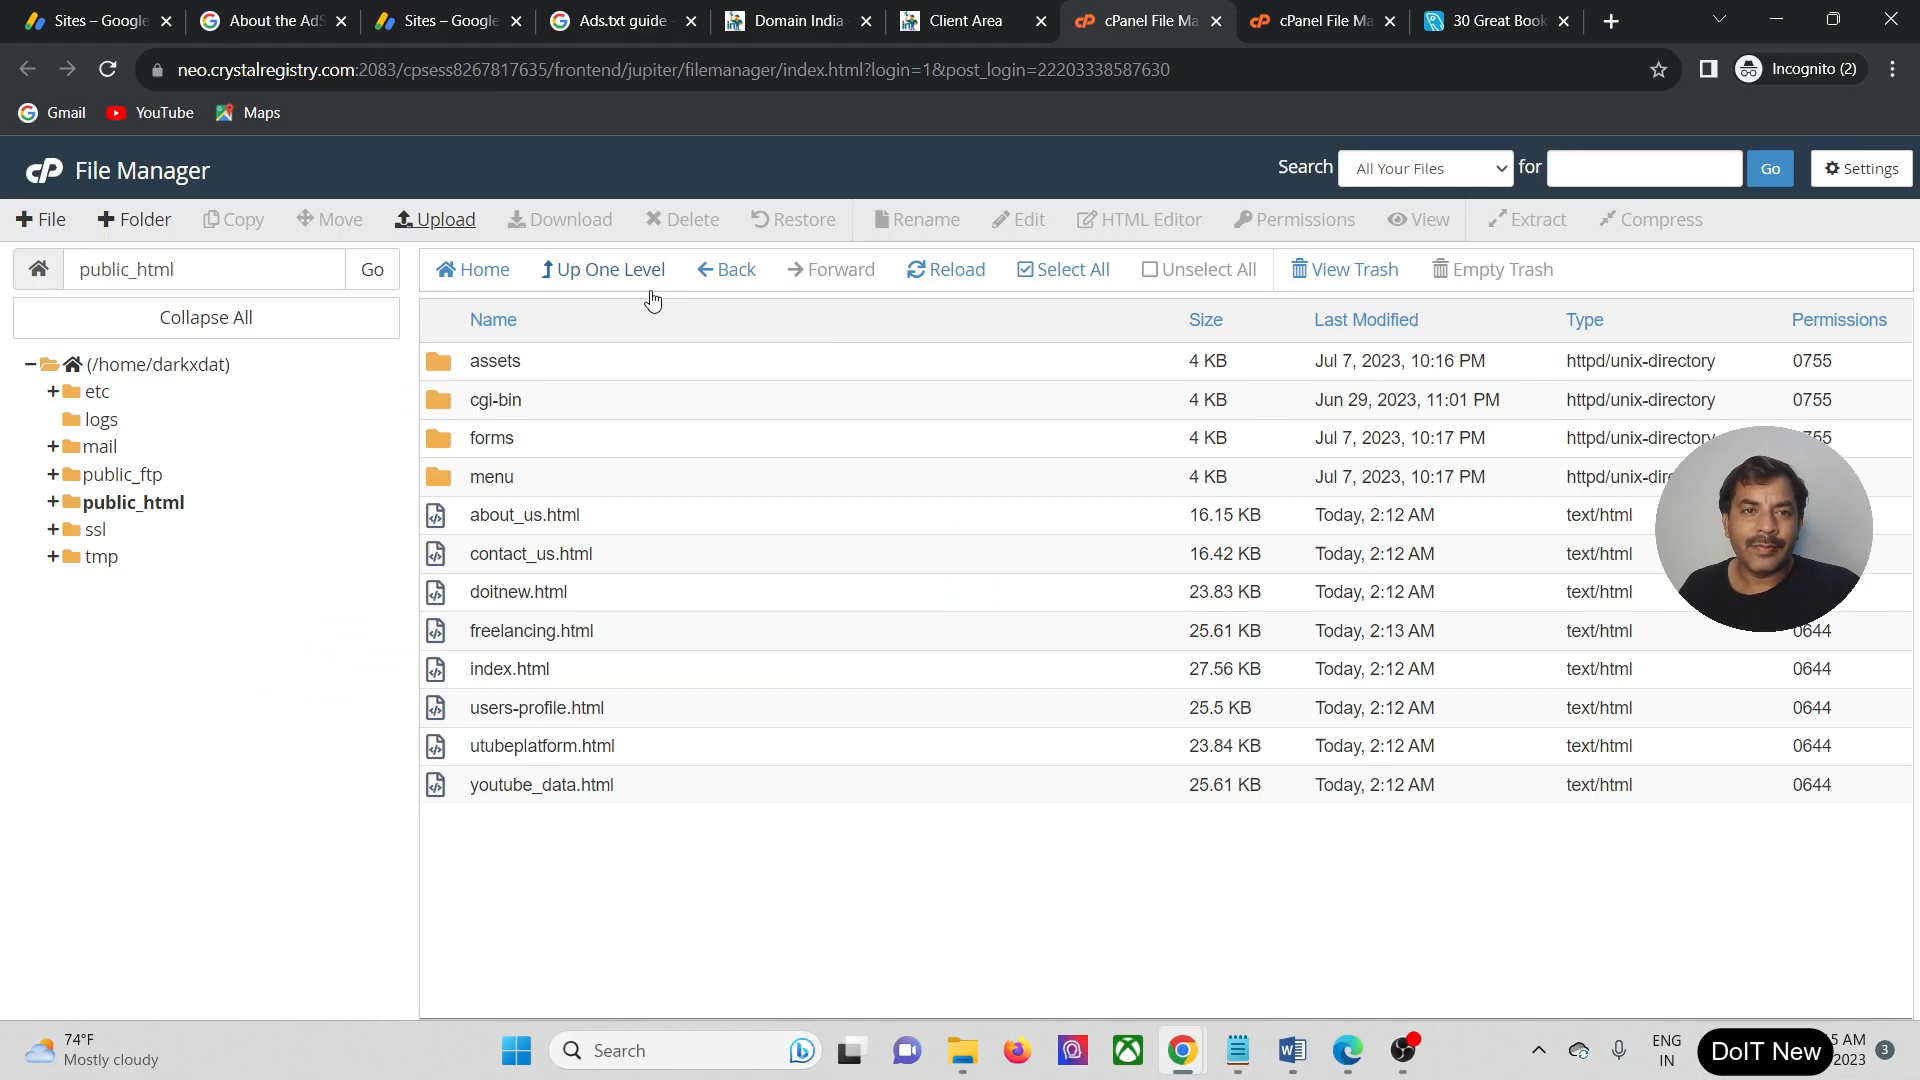 Sites – Google
About the AdS
Sites – Google
Ads.txt guide
Domain India
Client Area
cPanel File Ma
cPanel File Ma
30 Great Book
neo.crystalregistry.com:2083/cpsess8267817635/frontend/jupiter/filemanager/index.html?login=1&post_login=22203338587630
Incognito (2)
Gmail YouTube Maps
cP File Manager
Search All Your Files for Go Settings
File Folder Copy Move Upload Download Delete Restore Rename Edit HTML Editor Permissions View Extract Compress
public_html Go
Home Up One Level Back Forward Reload Select All Unselect All View Trash Empty Trash
Collapse All
(/home/darkxdat)
etc
logs
mail
public_ftp
public_html
ssl
tmp
Name Size Last Modified Type Permissions
assets 4 KB Jul 7, 2023, 10:16 PM httpd/unix-directory 0755
cgi-bin 4 KB Jun 29, 2023, 11:01 PM httpd/unix-directory 0755
forms 4 KB Jul 7, 2023, 10:17 PM httpd/unix-directory 755
menu 4 KB Jul 7, 2023, 10:17 PM httpd/unix-dire
about_us.html 16.15 KB Today, 2:12 AM text/html
contact_us.html 16.42 KB Today, 2:12 AM text/html
doitnew.html 23.83 KB Today, 2:12 AM text/html
freelancing.html 25.61 KB Today, 2:13 AM text/html 0644
index.html 27.56 KB Today, 2:12 AM text/html 0644
users-profile.html 25.5 KB Today, 2:12 AM text/html 0644
utubeplatform.html 23.84 KB Today, 2:12 AM text/html 0644
youtube_data.html 25.61 KB Today, 2:12 AM text/html 0644
74°F
Mostly cloudy
Search
ENG
IN
DoIT New
5 AM
2023
3